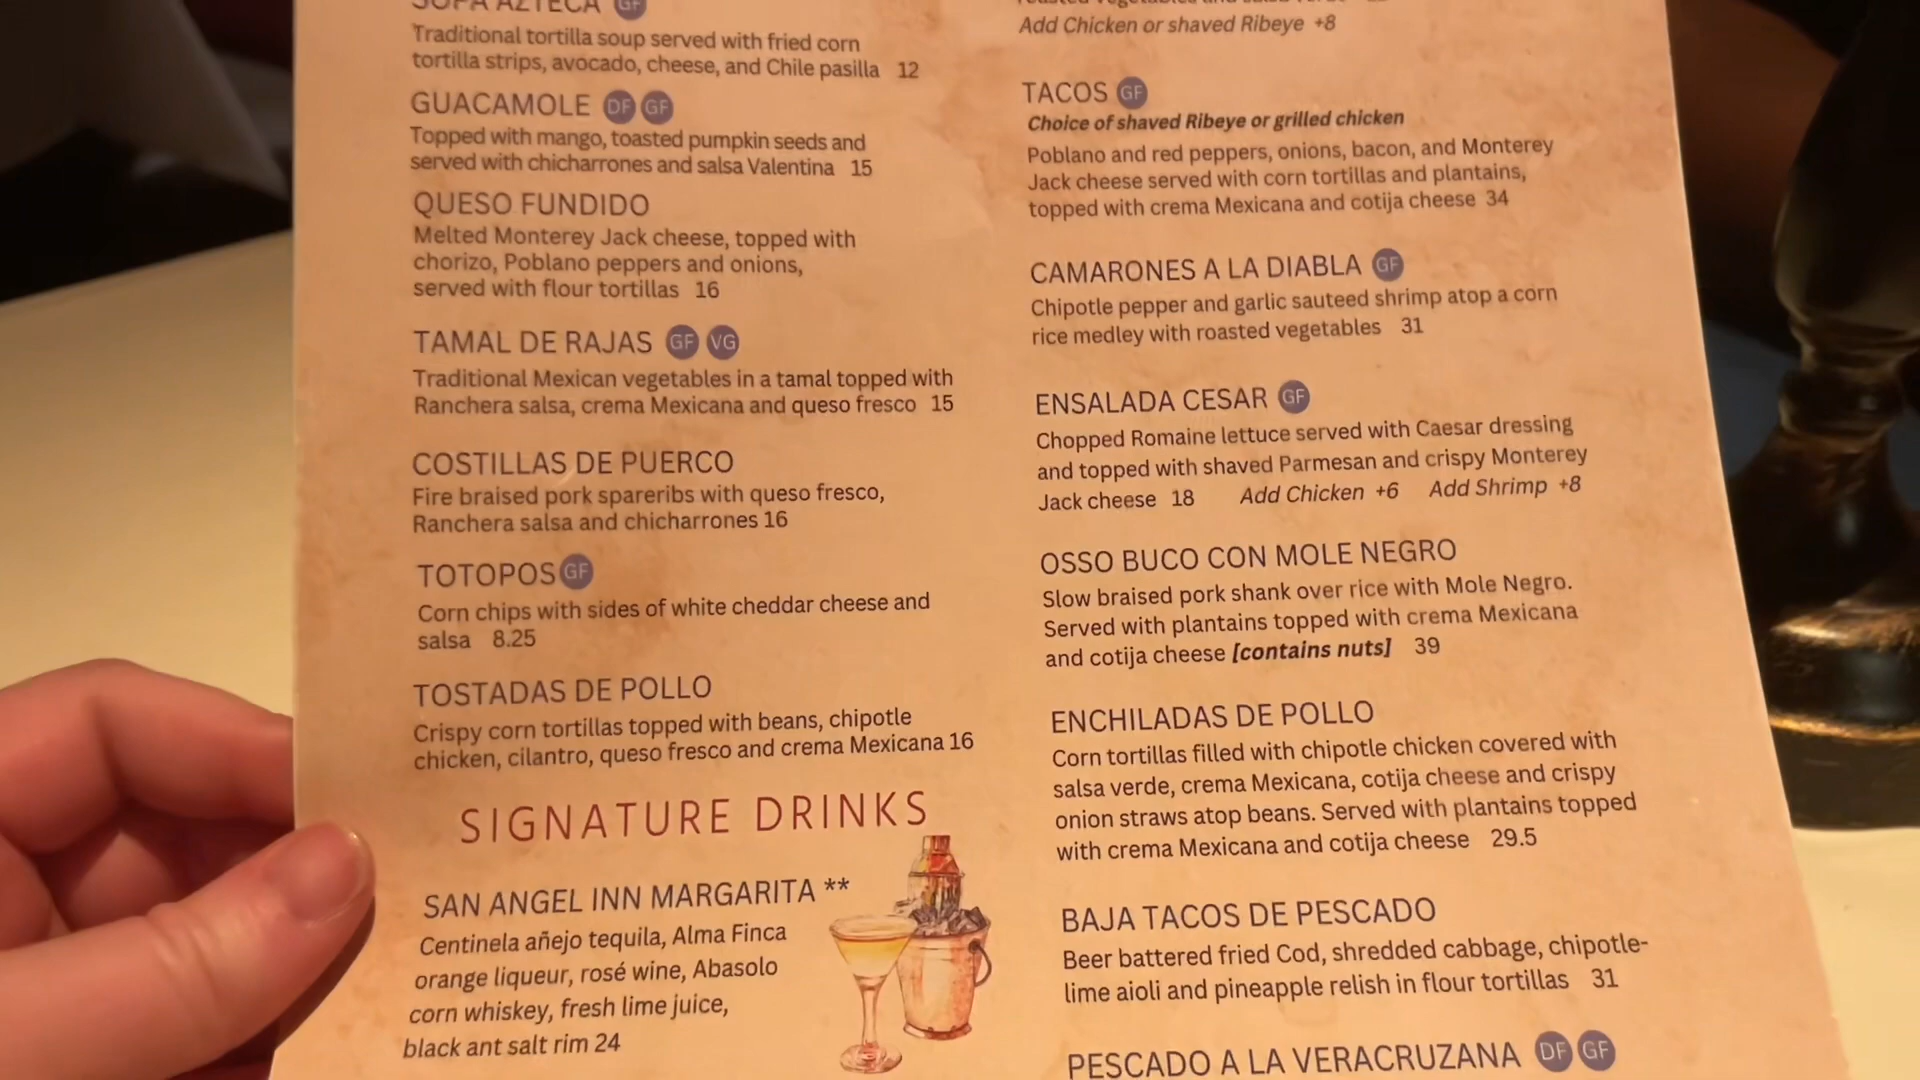 SOPA AZTECA GF
Traditional tortilla soup served with fried corn
tortilla strips, avocado, cheese, and Chile pasilla 12
GUACAMOLE DF GF
Topped with mango, toasted pumpkin seeds and
served with chicharrones and salsa Valentina 15
QUESO FUNDIDO
Melted Monterey Jack cheese, topped with
chorizo, Poblano peppers and onions,
served with flour tortillas 16
TAMAL DE RAJAS GF VG
Traditional Mexican vegetables in a tamal topped with
Ranchera salsa, crema Mexicana and queso fresco 15
COSTILLAS DE PUERCO
Fire braised pork spareribs with queso fresco,
Ranchera salsa and chicharrones 16
TOTOPOS GF
Corn chips with sides of white cheddar cheese and
salsa 8.25
TOSTADAS DE POLLO
Crispy corn tortillas topped with beans, chipotle
chicken, cilantro, queso fresco and crema Mexicana 16
SIGNATURE DRINKS
SAN ANGEL INN MARGARITA **
Centinela añejo tequila, Alma Finca
orange liqueur, rosé wine, Abasolo
corn whiskey, fresh lime juice,
black ant salt rim 24
Add Chicken or shaved Ribeye +8
TACOS GF
Choice of shaved Ribeye or grilled chicken
Poblano and red peppers, onions, bacon, and Monterey
Jack cheese served with corn tortillas and plantains,
topped with crema Mexicana and cotija cheese 34
CAMARONES A LA DIABLA GF
Chipotle pepper and garlic sauteed shrimp atop a corn
rice medley with roasted vegetables 31
ENSALADA CESAR GF
Chopped Romaine lettuce served with Caesar dressing
and topped with shaved Parmesan and crispy Monterey
Jack cheese 18 Add Chicken +6 Add Shrimp +8
OSSO BUCO CON MOLE NEGRO
Slow braised pork shank over rice with Mole Negro.
Served with plantains topped with crema Mexicana
and cotija cheese [contains nuts] 39
ENCHILADAS DE POLLO
Corn tortillas filled with chipotle chicken covered with
salsa verde, crema Mexicana, cotija cheese and crispy
onion straws atop beans. Served with plantains topped
with crema Mexicana and cotija cheese 29.5
BAJA TACOS DE PESCADO
Beer battered fried Cod, shredded cabbage, chipotle-
lime aioli and pineapple relish in flour tortillas 31
PESCADO A LA VERACRUZANA DF GF